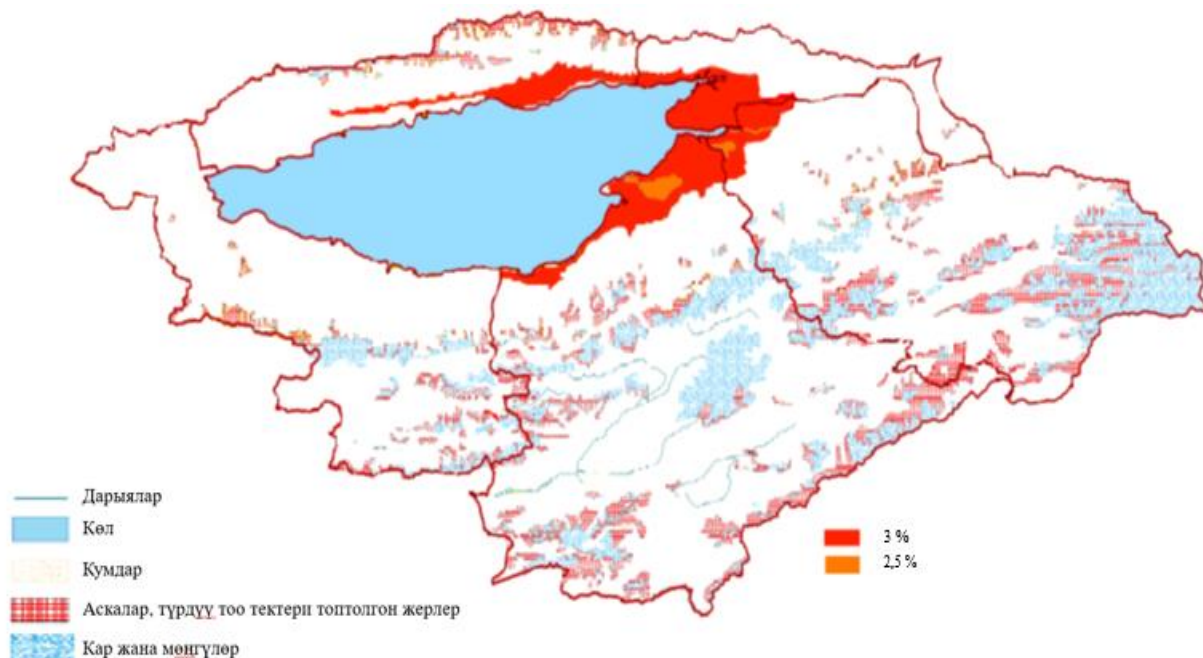 Дарыялар
Көл
Кумдар
Аскалар, түрдүү тоо тектери топтолгон жерлер
Кар жана мөңгүлөр
3 %
2,5 %